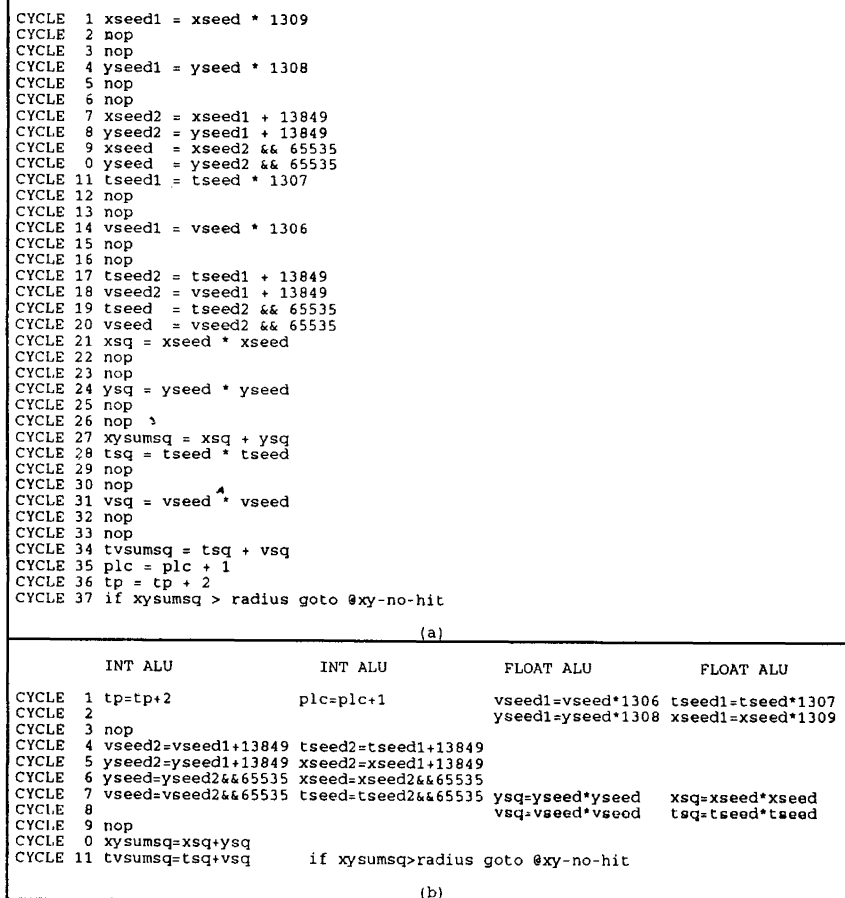 CYCLE 1 xseed1 = xseed * 1309
CYCLE 2 nop
CYCLE 3 nop
CYCLE 4 yseed1 = yseed * 1308
CYCLE 5 nop
CYCLE 6 nop
CYCLE 7 xseed2 = xseed1 + 13849
CYCLE 8 yseed2 = yseed1 + 13849
CYCLE 9 xseed = xseed2 && 65535
CYCLE 0 yseed = yseed2 && 65535
CYCLE 11 tseed1 = tseed * 1307
CYCLE 12 nop
CYCLE 13 nop
CYCLE 14 vseed1 = vseed * 1306
CYCLE 15 nop
CYCLE 16 nop
CYCLE 17 tseed2 = tseed1 + 13849
CYCLE 18 vseed2 = vseed1 + 13849
CYCLE 19 tseed = tseed2 && 65535
CYCLE 20 vseed = vseed2 && 65535
CYCLE 21 xsq = xseed * xseed
CYCLE 22 nop
CYCLE 23 nop
CYCLE 24 ysq = yseed * yseed
CYCLE 25 nop
CYCLE 26 nop
CYCLE 27 xysumsq = xsq + ysq
CYCLE 28 tsq = tseed * tseed
CYCLE 29 nop
CYCLE 30 nop
CYCLE 31 vsq = vseed * vseed
CYCLE 32 nop
CYCLE 33 nop
CYCLE 34 tvsumsq = tsq + vsq
CYCLE 35 plc = plc + 1
CYCLE 36 tp = tp + 2
CYCLE 37 if xysumsq > radius goto @xy-no-hit
(a)
INT ALU INT ALU FLOAT ALU FLOAT ALU
CYCLE 1 tp=tp+2 plc=plc+1 vseed1=vseed*1306 tseed1=tseed*1307
CYCLE 2 yseed1=yseed*1308 xseed1=xseed*1309
CYCLE 3 nop
CYCLE 4 vseed2=vseed1+13849 tseed2=tseed1+13849
CYCLE 5 yseed2=yseed1+13849 xseed2=xseed1+13849
CYCLE 6 yseed=yseed2&&65535 xseed=xseed2&&65535
CYCLE 7 vseed=vseed2&&65535 tseed=tseed2&&65535 ysq=yseed*yseed xsq=xseed*xseed
CYCLE 8 vsq=vseed*vseed tsq=tseed*tseed
CYCLE 9 nop
CYCLE 0 xysumsq=xsq+ysq
CYCLE 11 tvsumsq=tsq+vsq if xysumsq>radius goto @xy-no-hit
(b)